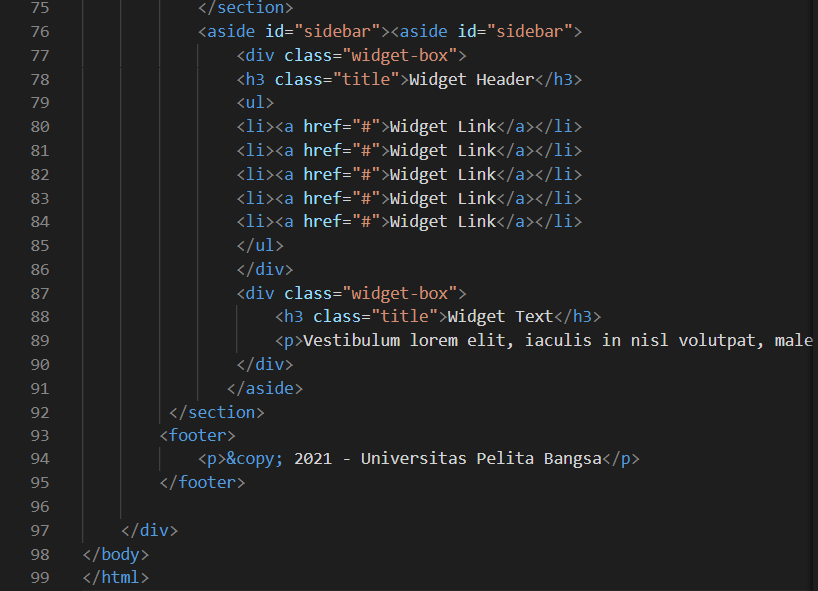 75 </section>
76 <aside id="sidebar"><aside id="sidebar">
77 <div class="widget-box">
78 <h3 class="title">Widget Header</h3>
79 <ul>
80 <li><a href="#">Widget Link</a></li>
81 <li><a href="#">Widget Link</a></li>
82 <li><a href="#">Widget Link</a></li>
83 <li><a href="#">Widget Link</a></li>
84 <li><a href="#">Widget Link</a></li>
85 </ul>
86 </div>
87 <div class="widget-box">
88 <h3 class="title">Widget Text</h3>
89 <p>Vestibulum lorem elit, iaculis in nisl volutpat, male
90 </div>
91 </aside>
92 </section>
93 <footer>
94 <p>&copy; 2021 - Universitas Pelita Bangsa</p>
95 </footer>
96
97 </div>
98 </body>
99 </html>